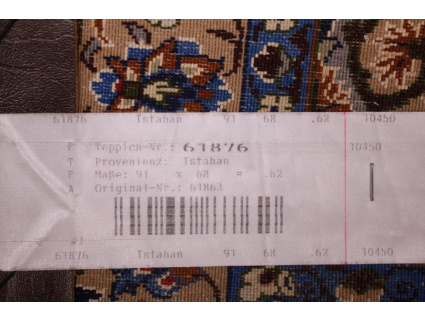 61876 Isfahan 91 68 .62 10450
P Teppich-Nr.: 61876 10450
T Provenienz: Isfahan
F Maße: 91 x 68 = .62
A Original-Nr.: 61863
61876 Isfahan 91 68 .62 10450